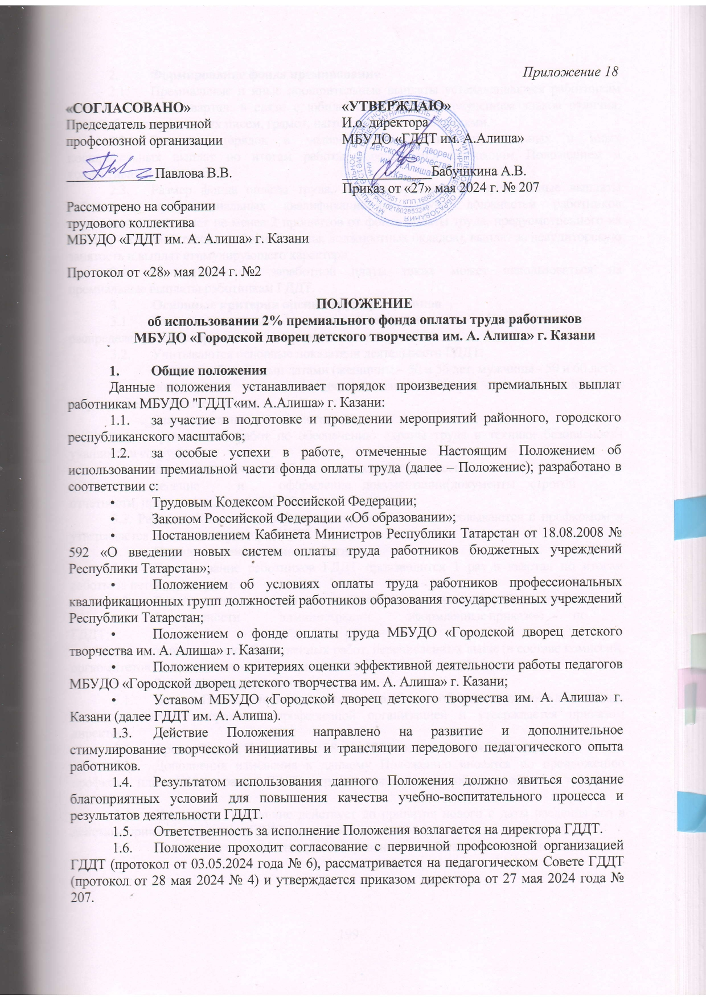 Приложение 18
«СОГЛАСОВАНО»
Председатель первичной
профсоюзной организации
Павлова В.В.
Рассмотрено на собрании
трудового коллектива
МБУДО «ГДДТ им. А. Алиша» г. Казани
Протокол от «28» мая 2024 г. №2
«УТВЕРЖДАЮ»
И.о. директора
МБУДО «ГДДТ им. А.Алиша»
Бабушкина А.В.
Приказ от «27» мая 2024 г. № 207
Городской дворец
детского творчества
им. А.Алиша
г.Казани
ПОЛОЖЕНИЕ
об использовании 2% премиального фонда оплаты труда работников
МБУДО «Городской дворец детского творчества им. А. Алиша» г. Казани
1. Общие положения
Данные положения устанавливает порядок произведения премиальных выплат
работникам МБУДО "ГДДТ«им. А.Алиша» г. Казани:
1.1. за участие в подготовке и проведении мероприятий районного, городского
республиканского масштабов;
1.2. за особые успехи в работе, отмеченные Настоящим Положением об
использовании премиальной части фонда оплаты труда (далее – Положение); разработано в
соответствии с:
• Трудовым Кодексом Российской Федерации;
• Законом Российской Федерации «Об образовании»;
• Постановлением Кабинета Министров Республики Татарстан от 18.08.2008 №
592 «О введении новых систем оплаты труда работников бюджетных учреждений
Республики Татарстан»;
• Положением об условиях оплаты труда работников профессиональных
квалификационных групп должностей работников образования государственных учреждений
Республики Татарстан;
• Положением о фонде оплаты труда МБУДО «Городской дворец детского
творчества им. А. Алиша» г. Казани;
• Положением о критериях оценки эффективной деятельности работы педагогов
МБУДО «Городской дворец детского творчества им. А. Алиша» г. Казани;
• Уставом МБУДО «Городской дворец детского творчества им. А. Алиша» г.
Казани (далее ГДДТ им. А. Алиша).
1.3. Действие Положения направлено на развитие и дополнительное
стимулирование творческой инициативы и трансляции передового педагогического опыта
работников.
1.4. Результатом использования данного Положения должно явиться создание
благоприятных условий для повышения качества учебно-воспитательного процесса и
результатов деятельности ГДДТ.
1.5. Ответственность за исполнение Положения возлагается на директора ГДДТ.
1.6. Положение проходит согласование с первичной профсоюзной организацией
ГДДТ (протокол от 03.05.2024 года № 6), рассматривается на педагогическом Совете ГДДТ
(протокол от 28 мая 2024 № 4) и утверждается приказом директора от 27 мая 2024 года №
207.